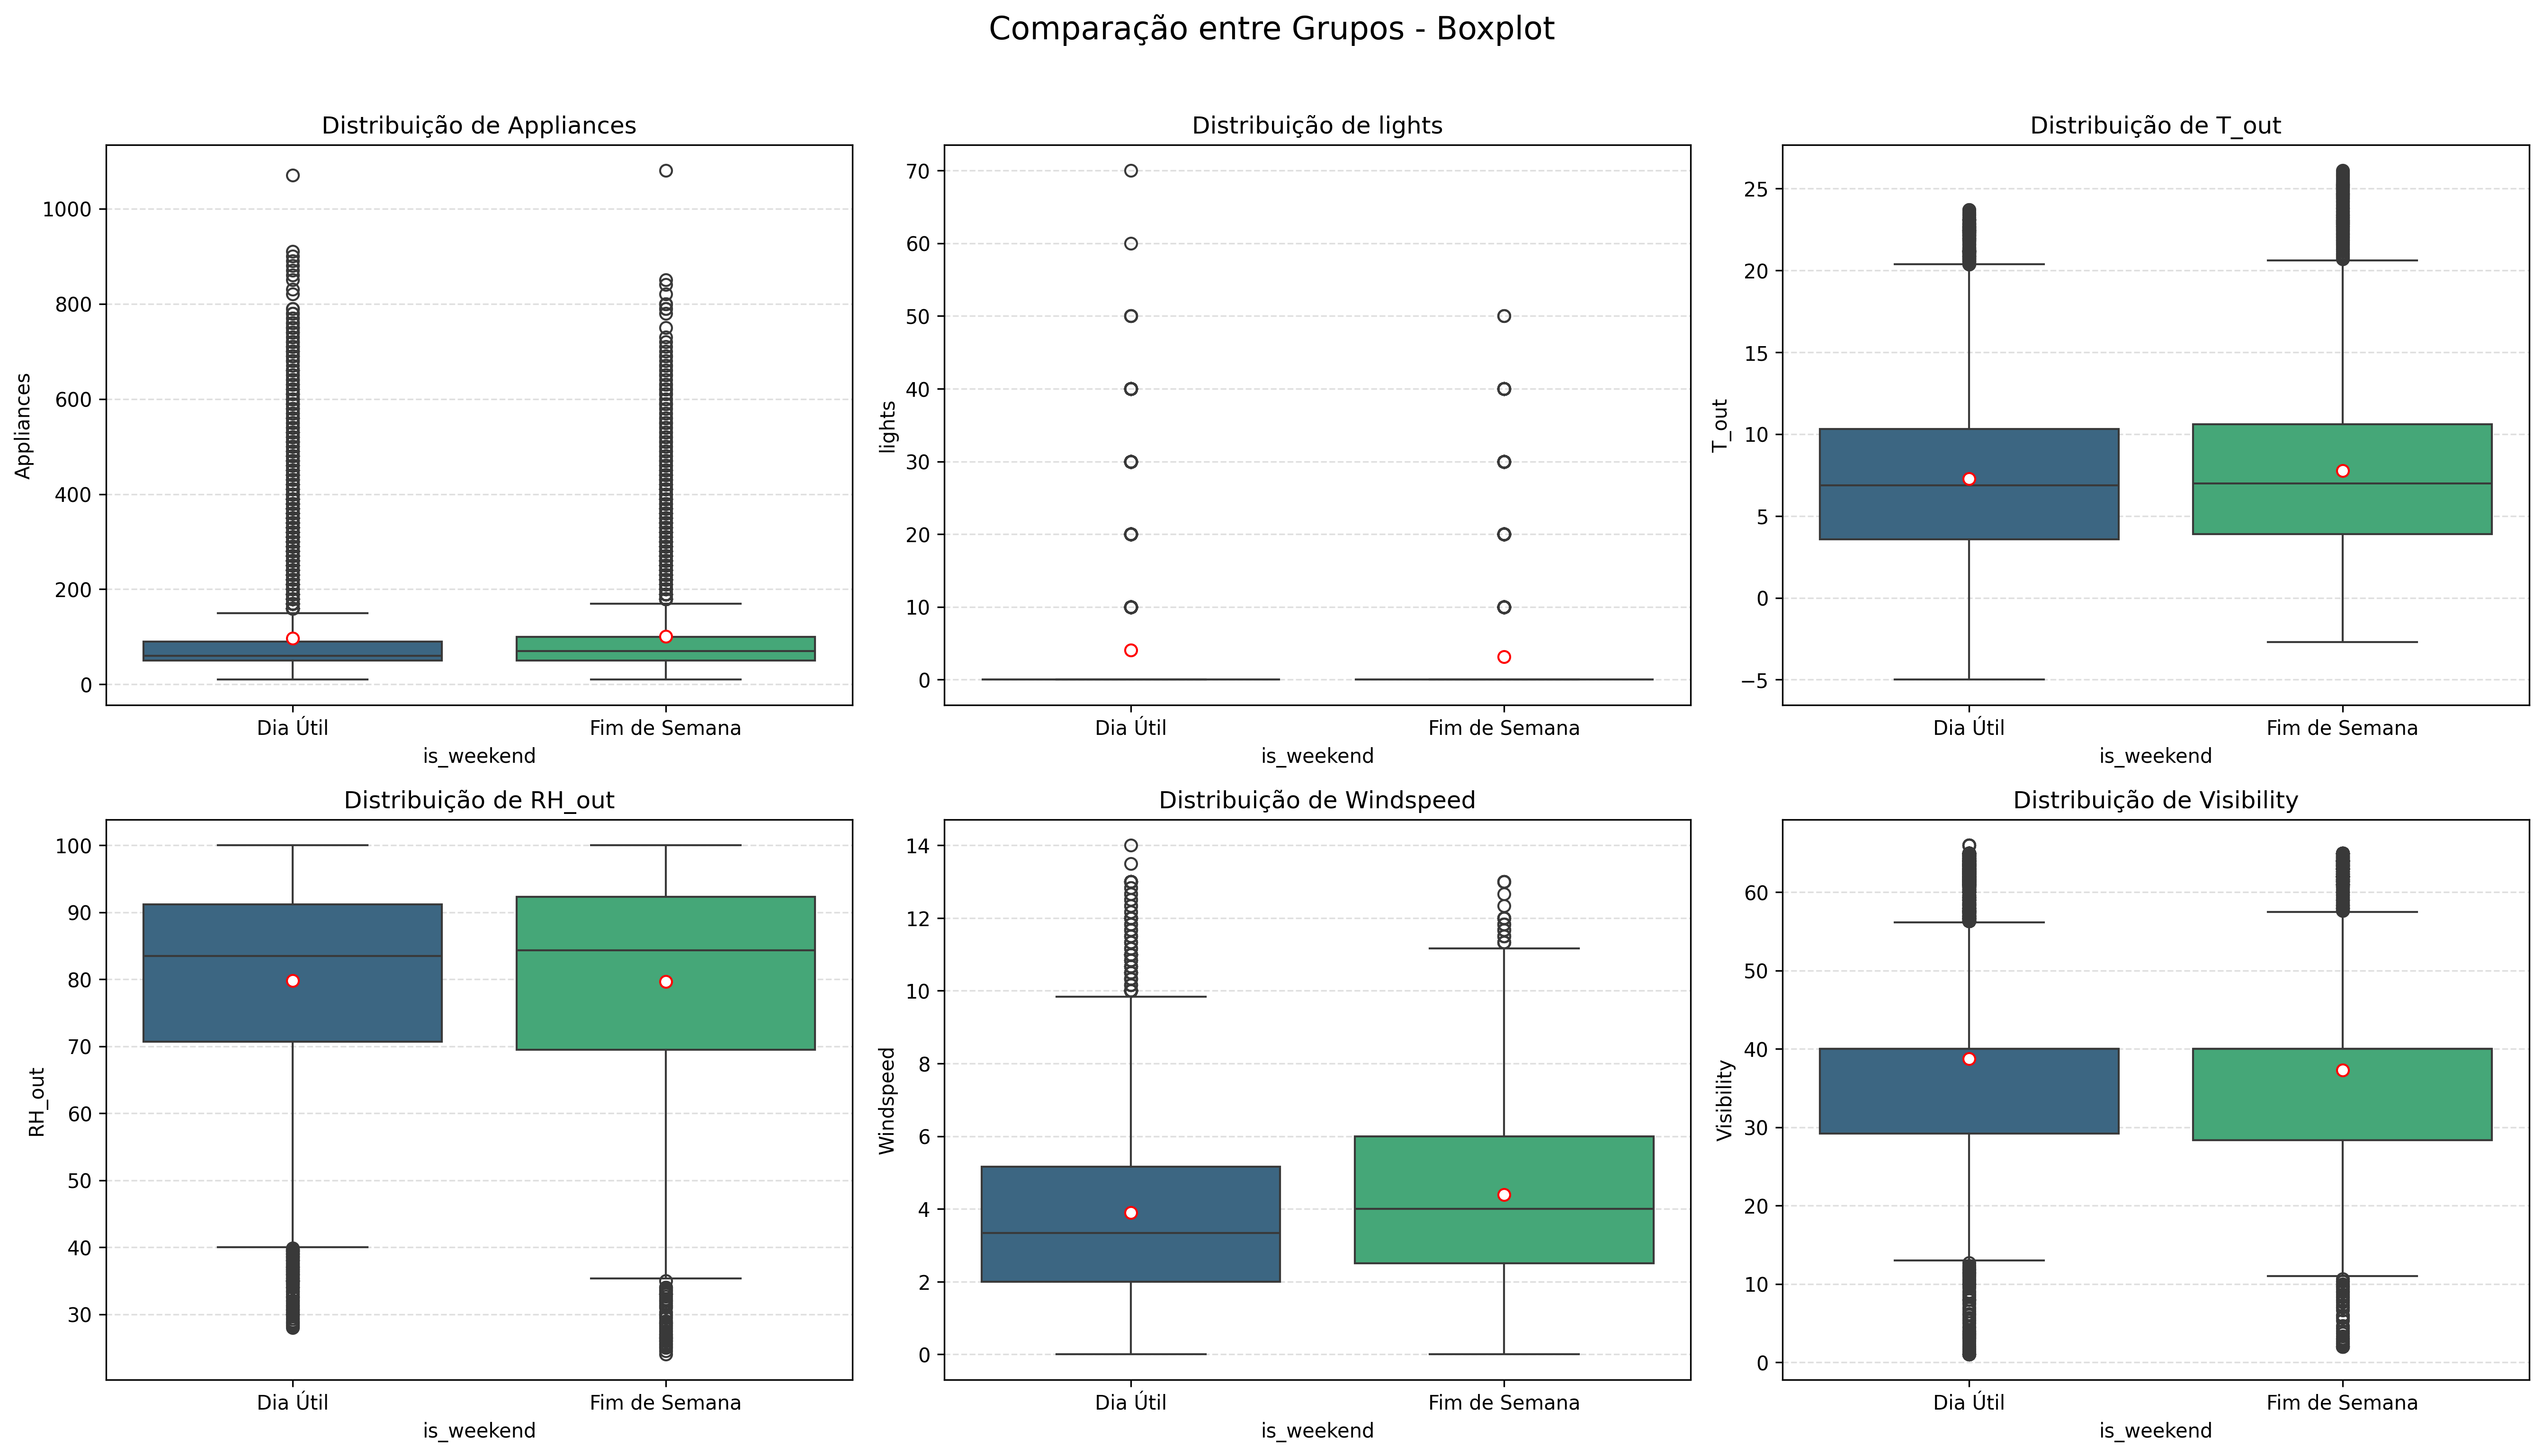 Comparação entre Grupos - Boxplot
Distribuição de Appliances
Appliances
1000
800
600
400
200
0
Dia Útil
Fim de Semana
is_weekend
Distribuição de lights
lights
70
60
50
40
30
20
10
0
Dia Útil
Fim de Semana
is_weekend
Distribuição de T_out
T_out
25
20
15
10
5
0
−5
Dia Útil
Fim de Semana
is_weekend
Distribuição de RH_out
RH_out
100
90
80
70
60
50
40
30
Dia Útil
Fim de Semana
is_weekend
Distribuição de Windspeed
Windspeed
14
12
10
8
6
4
2
0
Dia Útil
Fim de Semana
is_weekend
Distribuição de Visibility
Visibility
60
50
40
30
20
10
0
Dia Útil
Fim de Semana
is_weekend